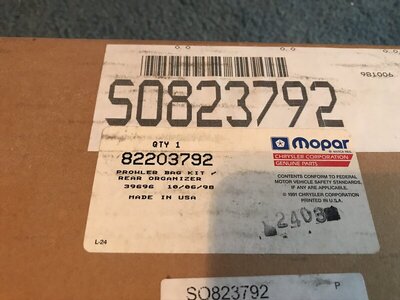 981006
SO823792
QTY 1
82203792
PROWLER BAG KIT /
REAR ORGANIZER
39696 10/06/98
MADE IN USA
L-24
Mopar
CHRYSLER CORPORATION
GENUINE PARTS
CONTENTS CONFORM TO FEDERAL
MOTOR VEHICLE SAFETY STANDARDS,
IF ANY ARE APPLICABLE.
© 1991 CHRYSLER CORPORATION
PRINTED IN U.S.A.
L2403
SO823792
P